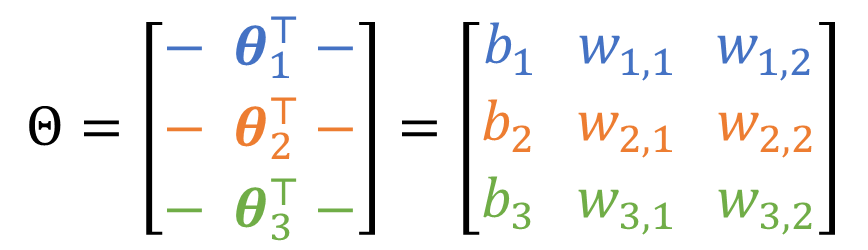 Θ = [ − θ₁ᵀ − ] = [ b₁ w₁,₁ w₁,₂ ]
− θ₂ᵀ − b₂ w₂,₁ w₂,₂
− θ₃ᵀ − b₃ w₃,₁ w₃,₂